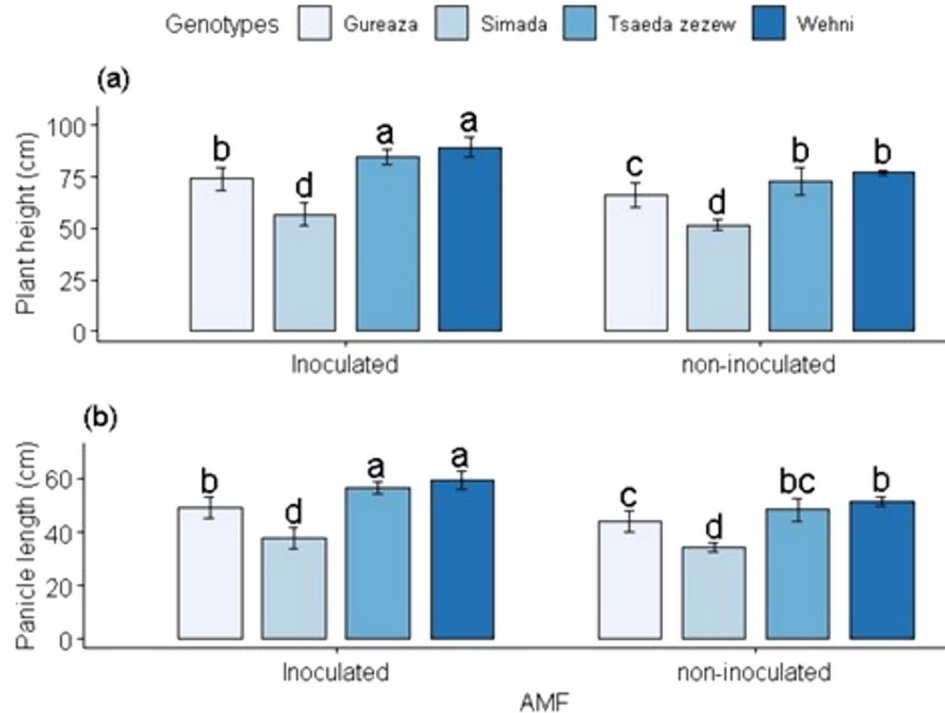 Genotypes Gureaza Simada Tsaeda zezew Wehni
(a)
Plant height (cm)
100
75
50
25
0
b d a a c d b b
Inoculated non-inoculated
(b)
Panicle length (cm)
60
40
20
0
b d a a c d bc b
Inoculated non-inoculated
AMF